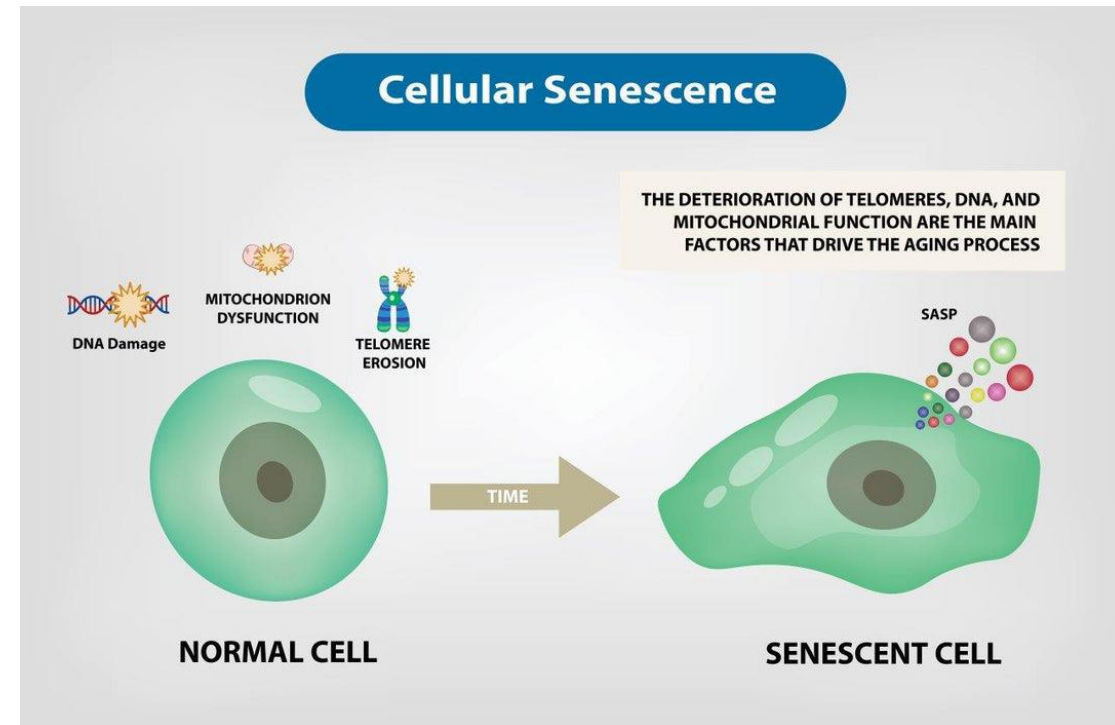 Cellular Senescence
THE DETERIORATION OF TELOMERES, DNA, AND
MITOCHONDRIAL FUNCTION ARE THE MAIN
FACTORS THAT DRIVE THE AGING PROCESS
DNA Damage
MITOCHONDRION
DYSFUNCTION
TELOMERE
EROSION
SASP
TIME
NORMAL CELL
SENESCENT CELL